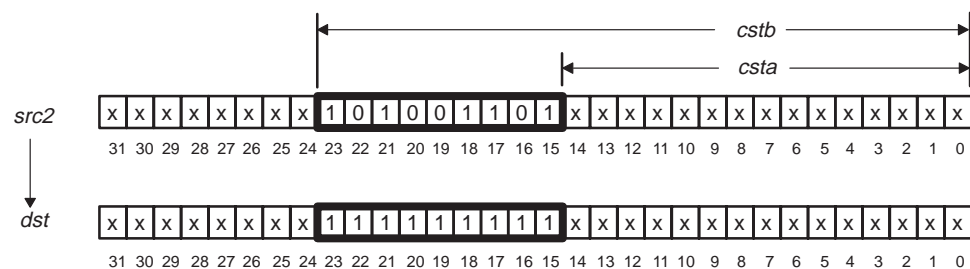 cstb
csta
src2 x x x x x x x x 1 0 1 0 0 1 1 0 1 x x x x x x x x x x x x x x x
31 30 29 28 27 26 25 24 23 22 21 20 19 18 17 16 15 14 13 12 11 10 9 8 7 6 5 4 3 2 1 0
dst x x x x x x x x 1 1 1 1 1 1 1 1 1 x x x x x x x x x x x x x x x
31 30 29 28 27 26 25 24 23 22 21 20 19 18 17 16 15 14 13 12 11 10 9 8 7 6 5 4 3 2 1 0